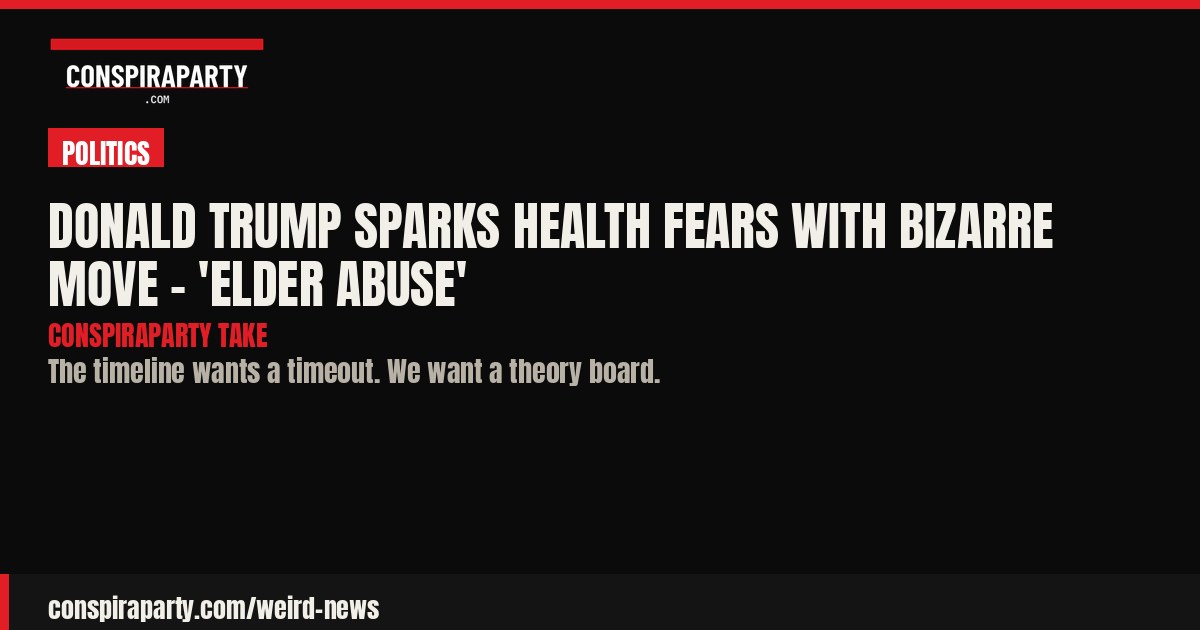 CONSPIRAPARTY
.COM
POLITICS
DONALD TRUMP SPARKS HEALTH FEARS WITH BIZARRE
MOVE - 'ELDER ABUSE'
CONSPIRAPARTY TAKE
The timeline wants a timeout. We want a theory board.
conspiraparty.com/weird-news